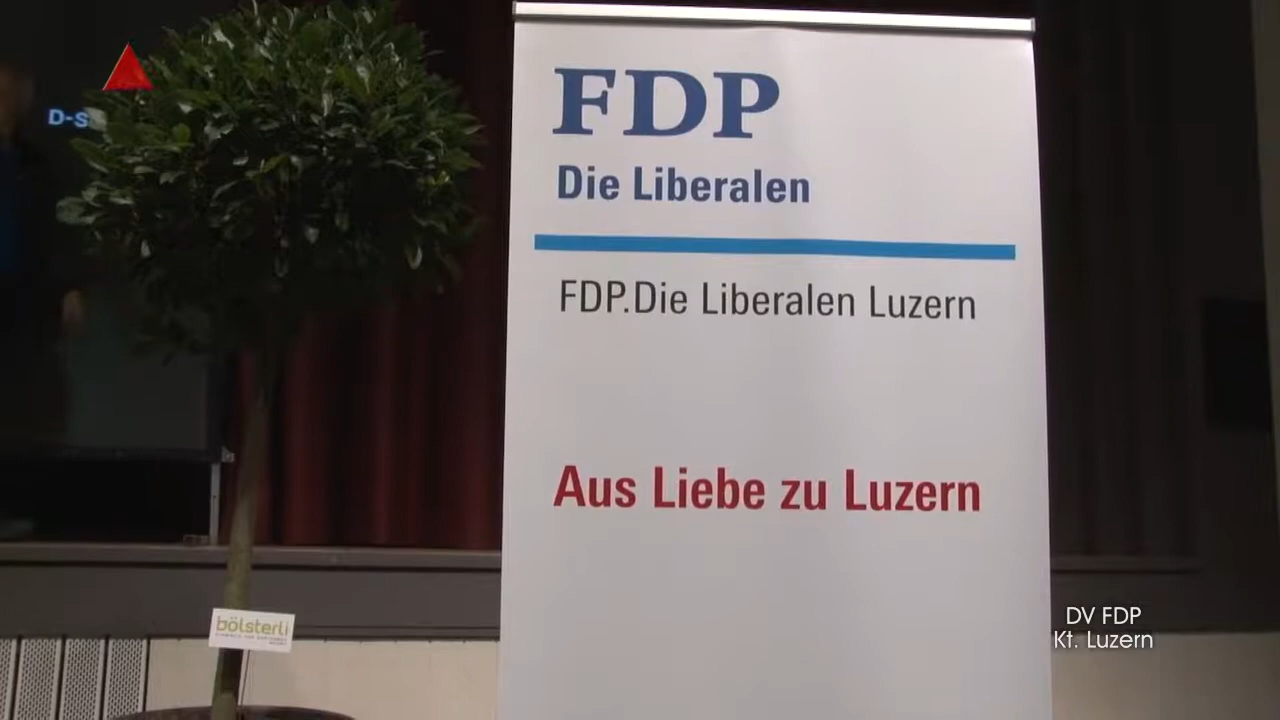 D-S
FDP
Die Liberalen
FDP.Die Liberalen Luzern
Aus Liebe zu Luzern
bölsterli
DV FDP
Kt. Luzern